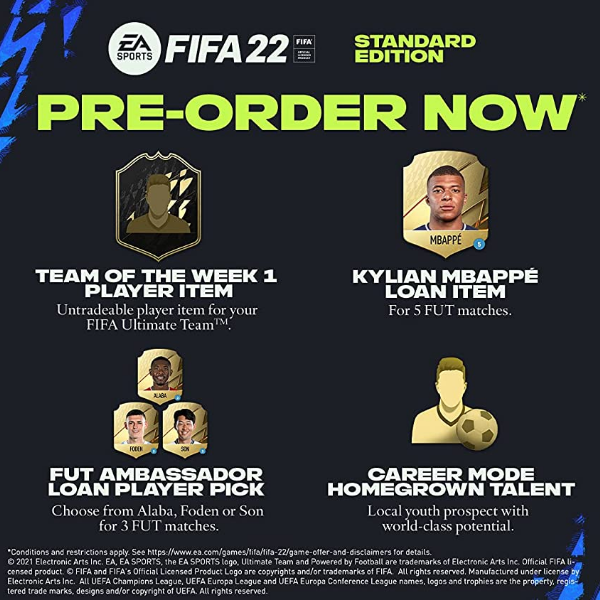 EA SPORTS FIFA 22 FIFA OFFICIAL LICENSED PRODUCT STANDARD EDITION
PRE-ORDER NOW*
TEAM OF THE WEEK 1
PLAYER ITEM
Untradeable player item for your
FIFA Ultimate Team™.
MBAPPÉ 5
KYLIAN MBAPPÉ
LOAN ITEM
For 5 FUT matches.
ALABA
FODEN SON
FUT AMBASSADOR
LOAN PLAYER PICK
Choose from Alaba, Foden or Son
for 3 FUT matches.
CAREER MODE
HOMEGROWN TALENT
Local youth prospect with
world-class potential.
*Conditions and restrictions apply. See https://www.ea.com/games/fifa/fifa-22/game-offer-and-disclaimers for details.
© 2021 Electronic Arts Inc. EA, EA SPORTS, the EA SPORTS logo, Ultimate Team and Powered by Football are trademarks of Electronic Arts Inc. Official FIFA li-
censed product. © FIFA and FIFA's Official Licensed Product Logo are copyrights and/or trademarks of FIFA. All rights reserved. Manufactured under license by
Electronic Arts Inc. All UEFA Champions League, UEFA Europa League and UEFA Europa Conference League names, logos and trophies are the property, regis-
tered trade marks, designs and/or copyright of UEFA. All rights reserved.